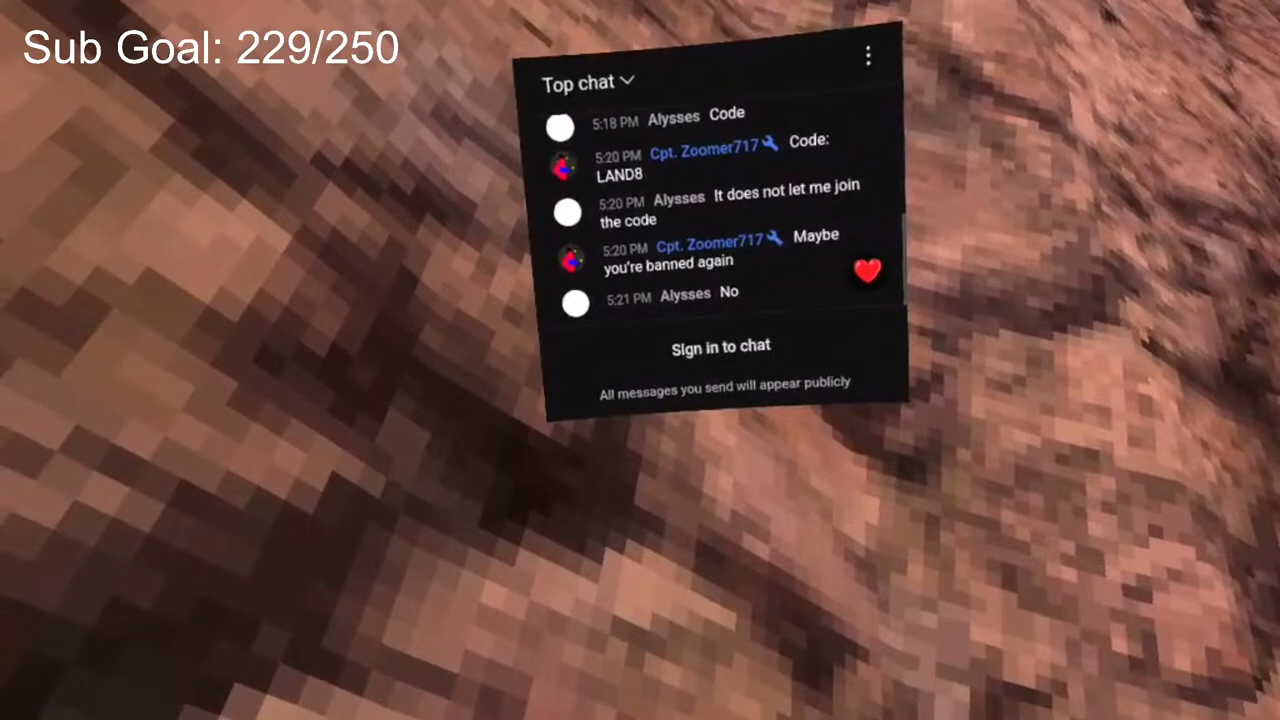 Sub Goal: 229/250
Top chat
5:18 PM Alysses Code
5:20 PM Cpt. Zoomer717 Code:
LAND8
5:20 PM Alysses It does not let me join
the code
5:20 PM Cpt. Zoomer717 Maybe
you're banned again
5:21 PM Alysses No
Sign in to chat
All messages you send will appear publicly